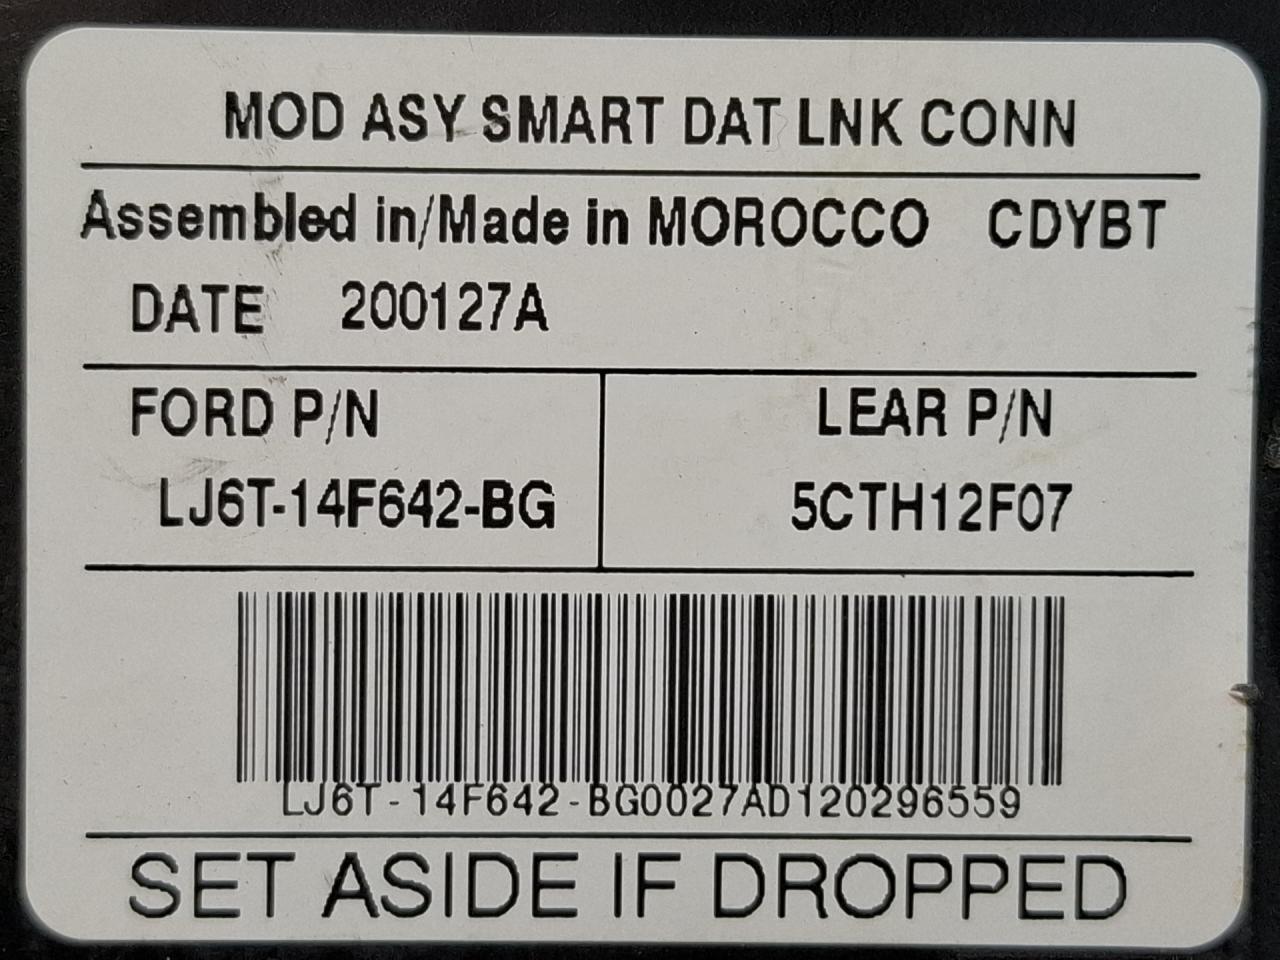 MOD ASY SMART DAT LNK CONN
Assembled in/Made in MOROCCO CDYBT
DATE 200127A
FORD P/N
LJ6T-14F642-BG
LEAR P/N
5CTH12F07
LJ6T-14F642-BG0027AD120296559
SET ASIDE IF DROPPED